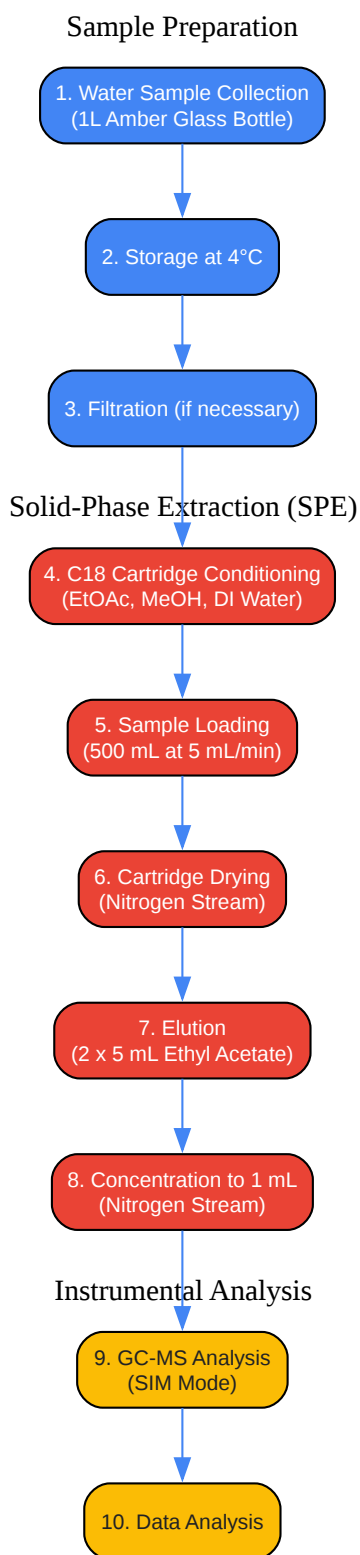 Sample Preparation
1. Water Sample Collection
(1L Amber Glass Bottle)
2. Storage at 4°C
3. Filtration (if necessary)
Solid-Phase Extraction (SPE)
4. C18 Cartridge Conditioning
(EtOAc, MeOH, DI Water)
5. Sample Loading
(500 mL at 5 mL/min)
6. Cartridge Drying
(Nitrogen Stream)
7. Elution
(2 x 5 mL Ethyl Acetate)
8. Concentration to 1 mL
(Nitrogen Stream)
Instrumental Analysis
9. GC-MS Analysis
(SIM Mode)
10. Data Analysis